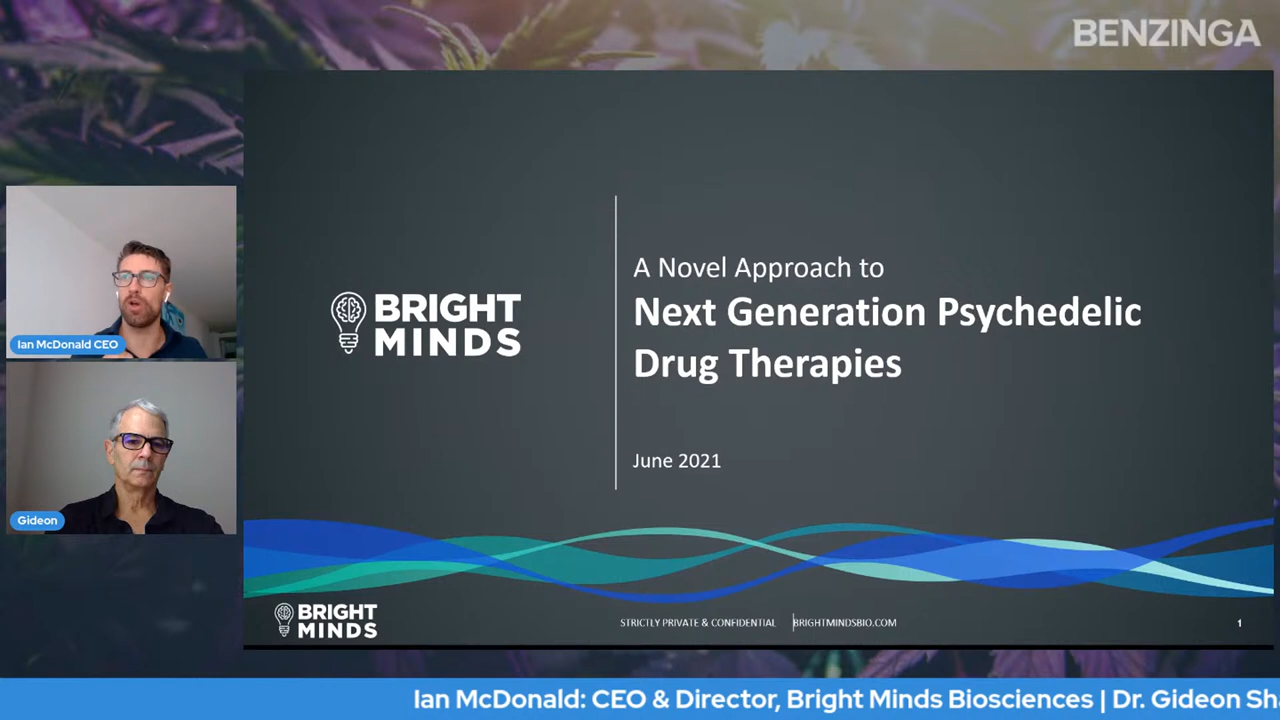 BENZINGA
Ian McDonald CEO
Gideon
BRIGHT
MINDS
A Novel Approach to
Next Generation Psychedelic
Drug Therapies
June 2021
BRIGHT
MINDS
STRICTLY PRIVATE & CONFIDENTIAL
BRIGHTMINDSBIO.COM
1
Ian McDonald: CEO & Director, Bright Minds Biosciences | Dr. Gideon Sh